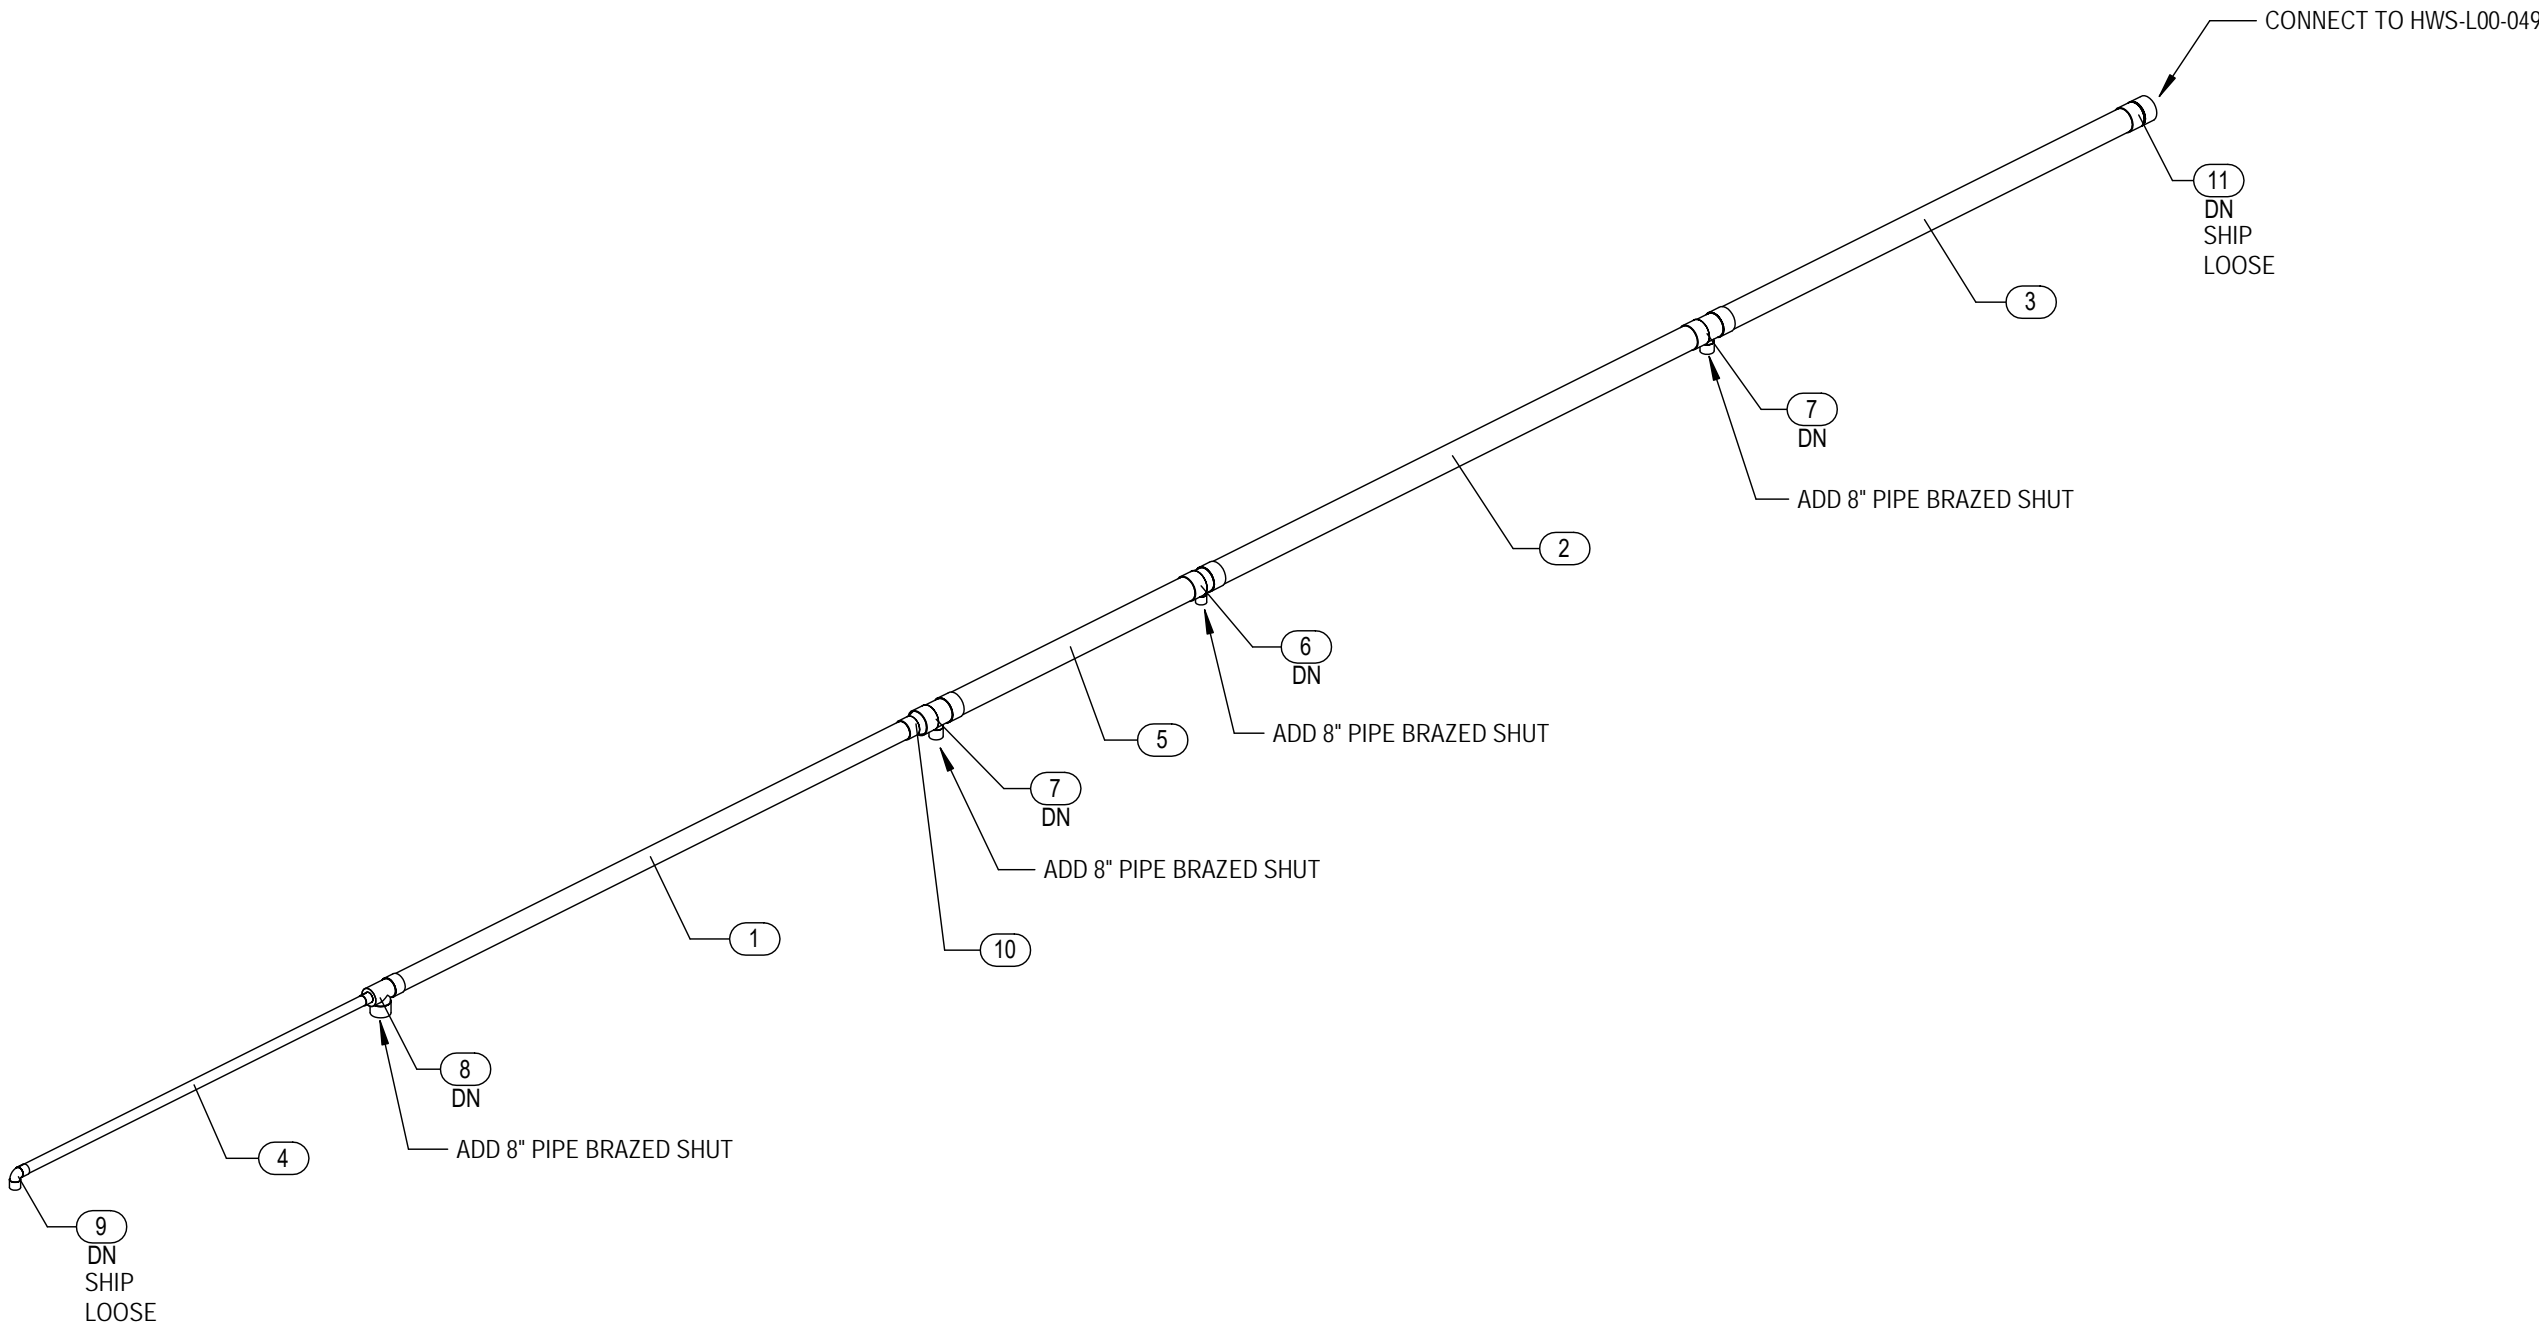 CONNECT TO HWS-L00-049
11
DN
SHIP
LOOSE
3
7
DN
ADD 8" PIPE BRAZED SHUT
2
6
DN
ADD 8" PIPE BRAZED SHUT
5
7
DN
ADD 8" PIPE BRAZED SHUT
1
10
8
DN
ADD 8" PIPE BRAZED SHUT
4
9
DN
SHIP
LOOSE